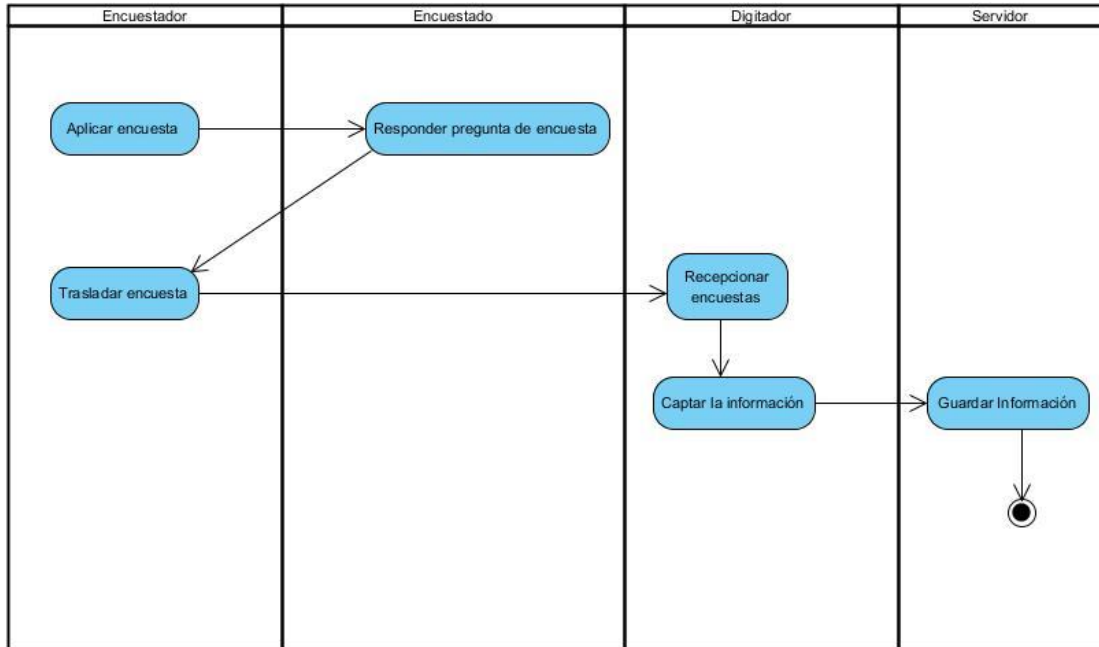 Encuestador
Encuestado
Digitador
Servidor
Aplicar encuesta
Responder pregunta de encuesta
Trasladar encuesta
Recepcionar
encuestas
Captar la información
Guardar Información